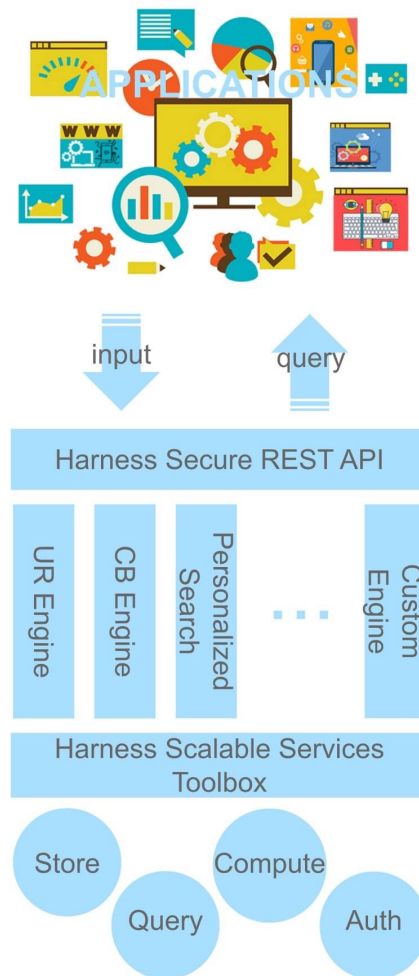 APPLICATIONS
WWW
input
query
Harness Secure REST API
UR Engine
CB Engine
Personalized
Search
...
Custom
Engine
Harness Scalable Services
Toolbox
Store
Compute
Query
Auth